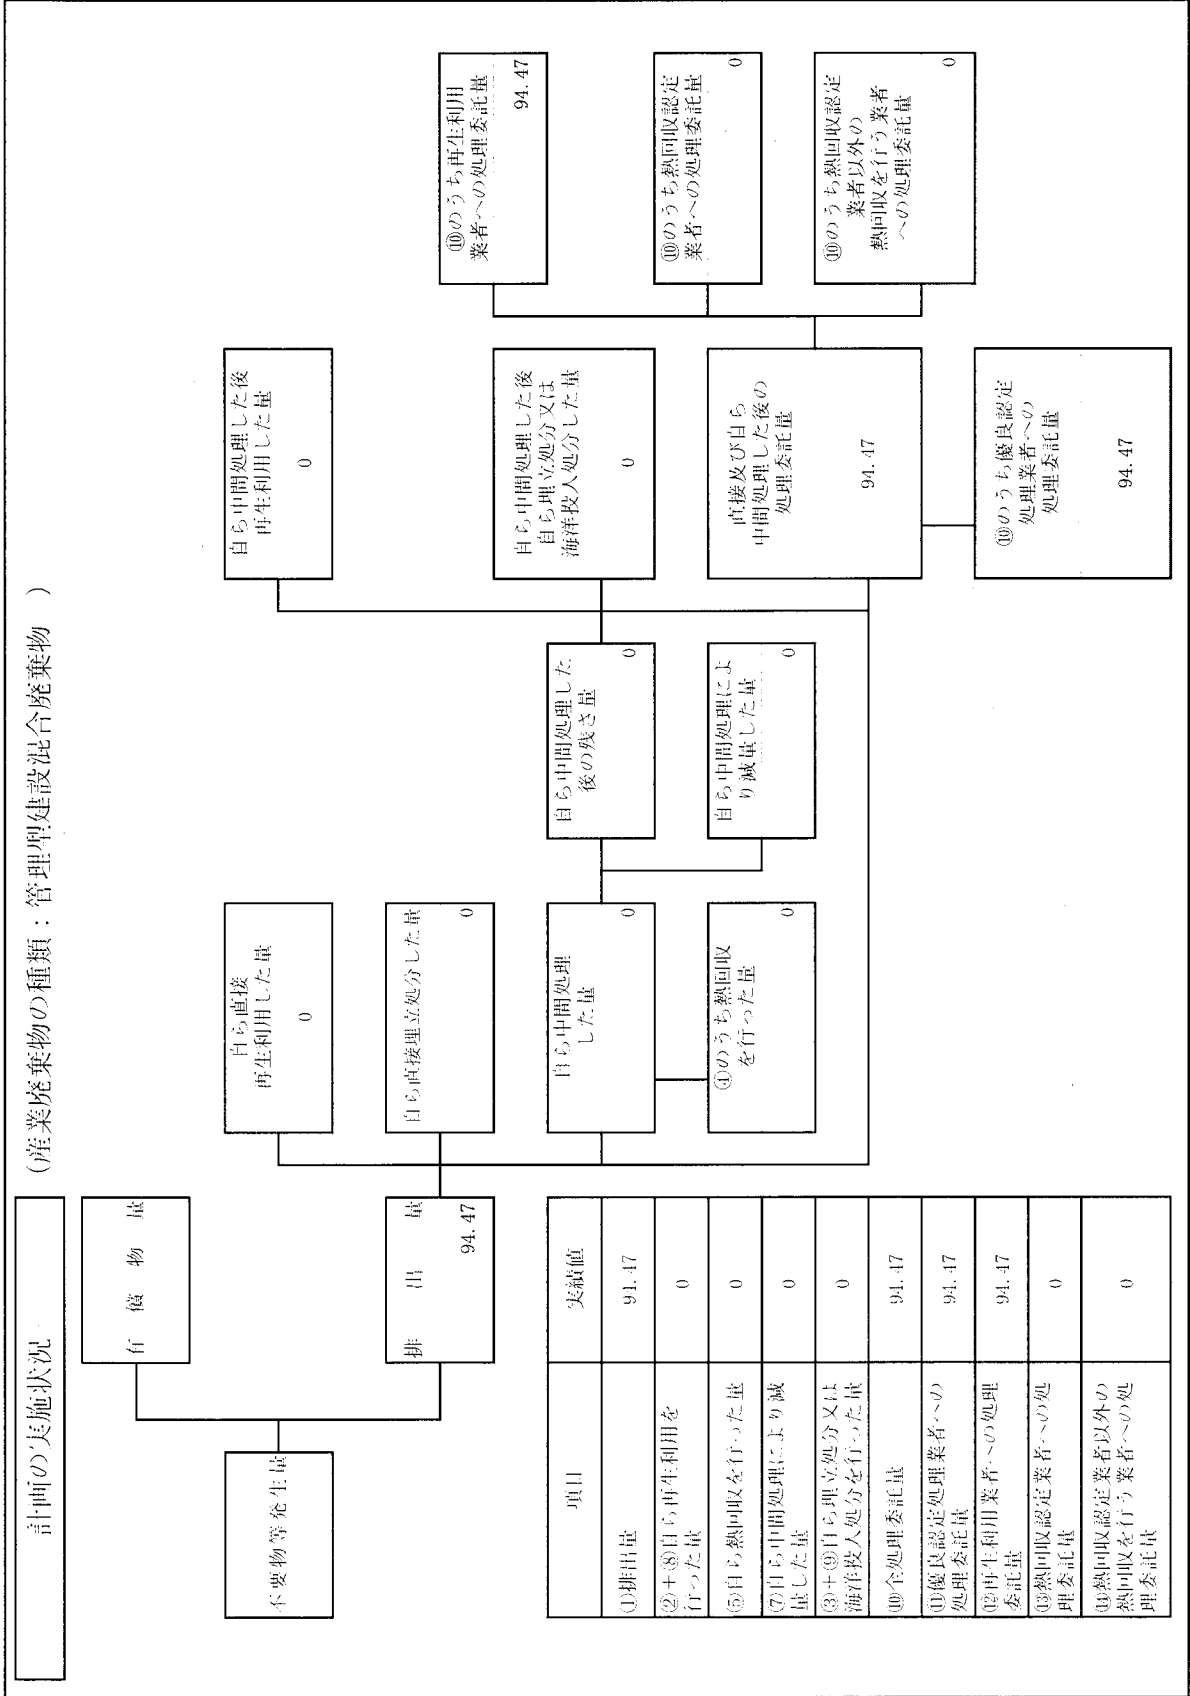 計画の実施状況
(産業廃棄物の種類：管理型建設混合廃棄物 )
不要物等発生量
有 償 物 量
排 出 量
94.47
自ら直接
再生利用した量
0
自ら直接埋立処分した量
0
自ら中間処理
した量
0
④のうち熱回収
を行った量
0
自ら中間処理した
後の残さ量
0
自ら中間処理によ
り減量した量
0
自ら中間処理した後
再生利用した量
0
自ら中間処理した後
自ら埋立処分又は
海洋投入処分した量
0
直接及び自ら
中間処理した後の
処理委託量
94.47
⑩のうち優良認定
処理業者への
処理委託量
94.47
⑩のうち再生利用
業者への処理委託量
94.47
⑩のうち熱回収認定
業者への処理委託量
0
⑩のうち熱回収認定
業者以外の
熱回収を行う業者
への処理委託量
0
項目 実績値
①排出量 94.47
②+⑧自ら再生利用を
行った量 0
⑤自ら熱回収を行った量 0
⑦自ら中間処理により減
量した量 0
③+⑨自ら埋立処分又は
海洋投入処分を行った量 0
⑩全処理委託量 94.47
⑪優良認定処理業者への
処理委託量 94.47
⑫再生利用業者への処理
委託量 94.47
⑬熱回収認定業者への処
理委託量 0
⑭熱回収認定業者以外の
熱回収を行う業者への処
理委託量 0